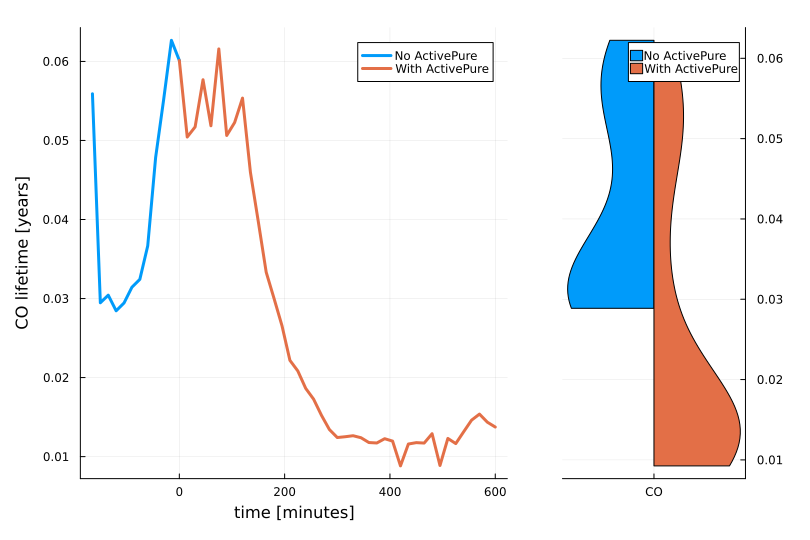 CO lifetime [years]
0.06
0.05
0.04
0.03
0.02
0.01
0
200
400
600
time [minutes]
No ActivePure
With ActivePure
No ActivePure
With ActivePure
0.06
0.05
0.04
0.03
0.02
0.01
CO